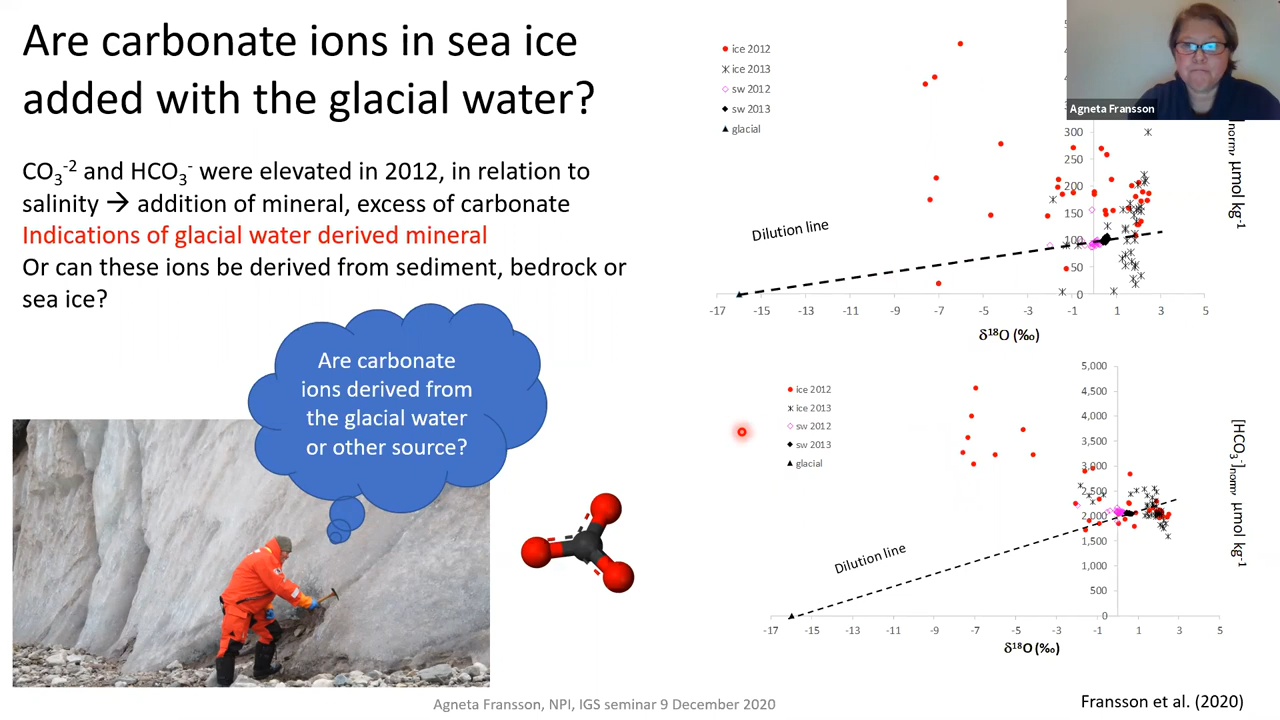 Are carbonate ions in sea ice
added with the glacial water?
CO₃⁻² and HCO₃⁻ were elevated in 2012, in relation to
salinity → addition of mineral, excess of carbonate
Indications of glacial water derived mineral
Or can these ions be derived from sediment, bedrock or
sea ice?
Are carbonate
ions derived from
the glacial water
or other source?
ice 2012
ice 2013
sw 2012
sw 2013
glacial
Dilution line
300
250
200
150
100
50
0
-17 -15 -13 -11 -9 -7 -5 -3 -1 1 3 5
δ¹⁸O (‰)
]norm, μmol kg⁻¹
Agneta Fransson
ice 2012
ice 2013
sw 2012
sw 2013
glacial
Dilution line
5,000
4,500
4,000
3,500
3,000
2,500
2,000
1,500
1,000
500
0
-17 -15 -13 -11 -9 -7 -5 -3 -1 1 3 5
δ¹⁸O (‰)
[HCO₃⁻]norm, μmol kg⁻¹
Agneta Fransson, NPI, IGS seminar 9 December 2020
Fransson et al. (2020)